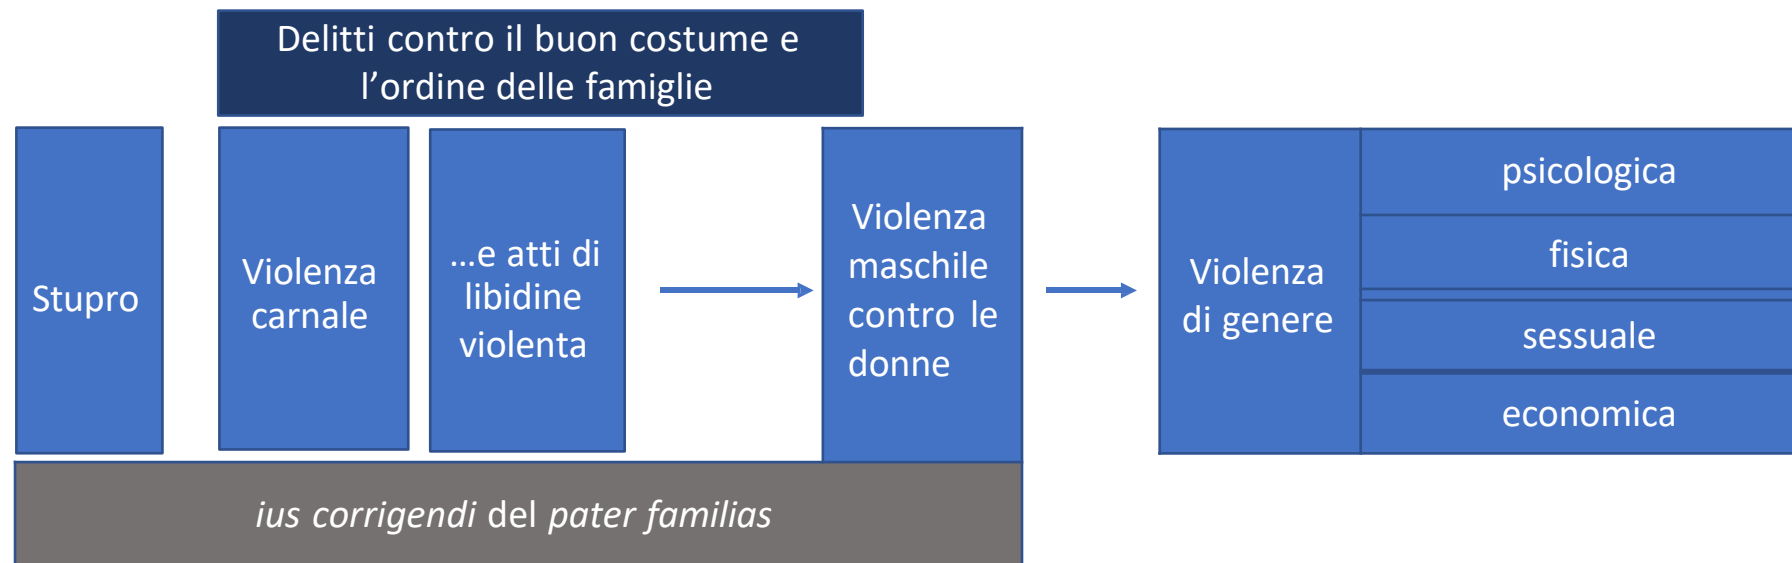 Delitti contro il buon costume e
l’ordine delle famiglie
Stupro
Violenza
carnale
...e atti di
libidine
violenta
Violenza
maschile
contro le
donne
Violenza
di genere
psicologica
fisica
sessuale
economica
ius corrigendi del pater familias